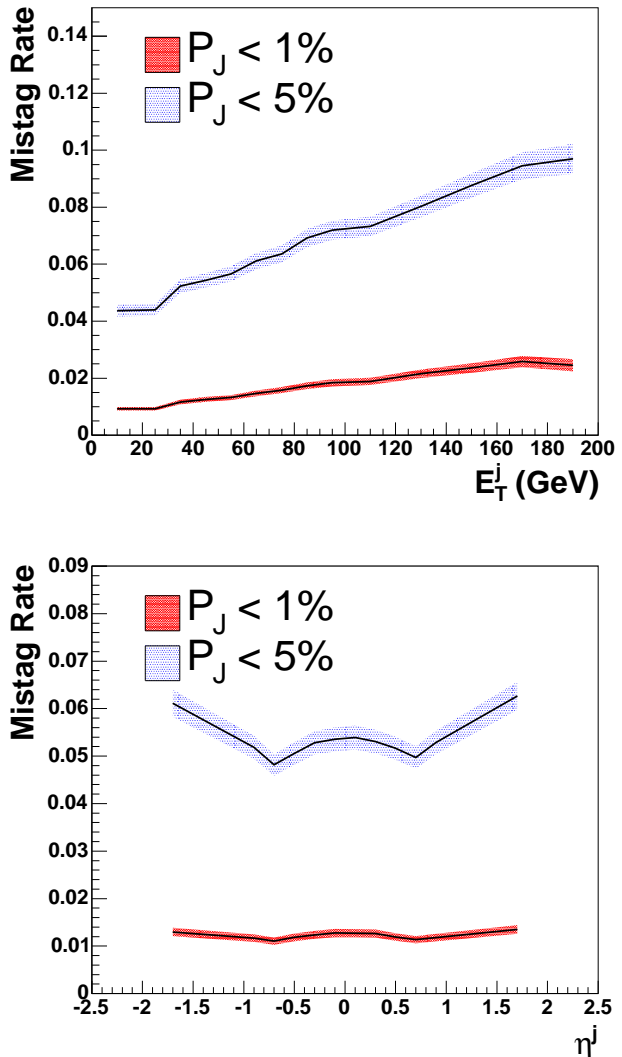 Mistag Rate
0.14
0.12
0.1
0.08
0.06
0.04
0.02
0
P_J < 1%
P_J < 5%
0 20 40 60 80 100 120 140 160 180 200
E_T^j (GeV)
Mistag Rate
0.09
0.08
0.07
0.06
0.05
0.04
0.03
0.02
0.01
0
P_J < 1%
P_J < 5%
-2.5 -2 -1.5 -1 -0.5 0 0.5 1 1.5 2 2.5
η^j